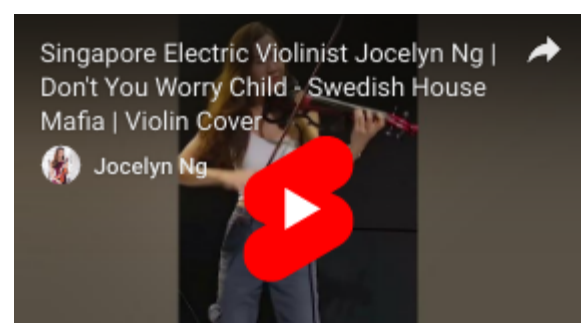 Singapore Electric Violinist Jocelyn Ng |
Don't You Worry Child - Swedish House
Mafia | Violin Cover
Jocelyn Ng